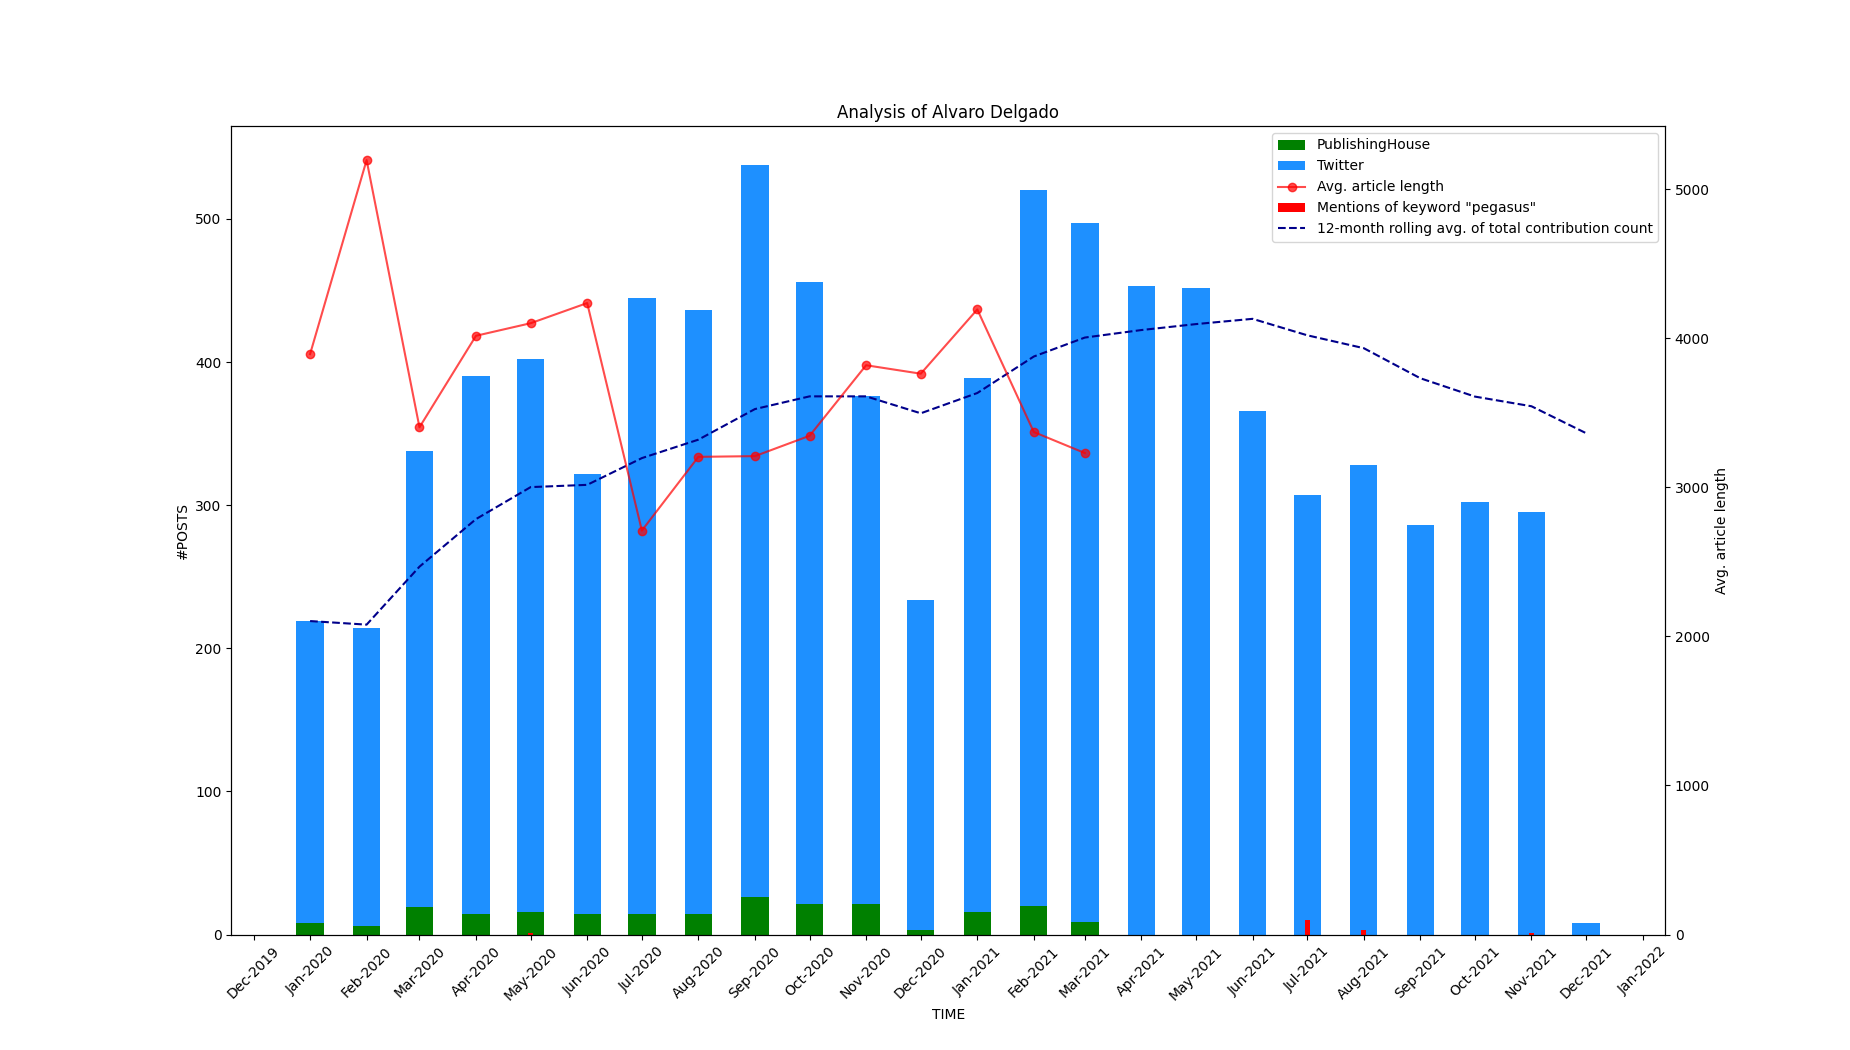 Analysis of Alvaro Delgado
PublishingHouse
Twitter
Avg. article length
Mentions of keyword "pegasus"
12-month rolling avg. of total contribution count
#POSTS
500
400
300
200
100
0
Avg. article length
5000
4000
3000
2000
1000
0
Dec-2019
Jan-2020
Feb-2020
Mar-2020
Apr-2020
May-2020
Jun-2020
Jul-2020
Aug-2020
Sep-2020
Oct-2020
Nov-2020
Dec-2020
Jan-2021
Feb-2021
Mar-2021
Apr-2021
May-2021
Jun-2021
Jul-2021
Aug-2021
Sep-2021
Oct-2021
Nov-2021
Dec-2021
Jan-2022
TIME